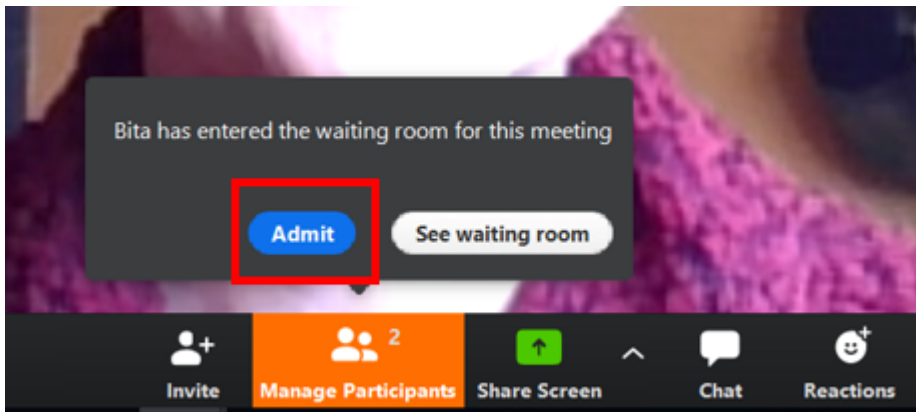 Bita has entered the waiting room for this meeting
Admit
See waiting room
2
Invite
Manage Participants
Share Screen
Chat
Reactions